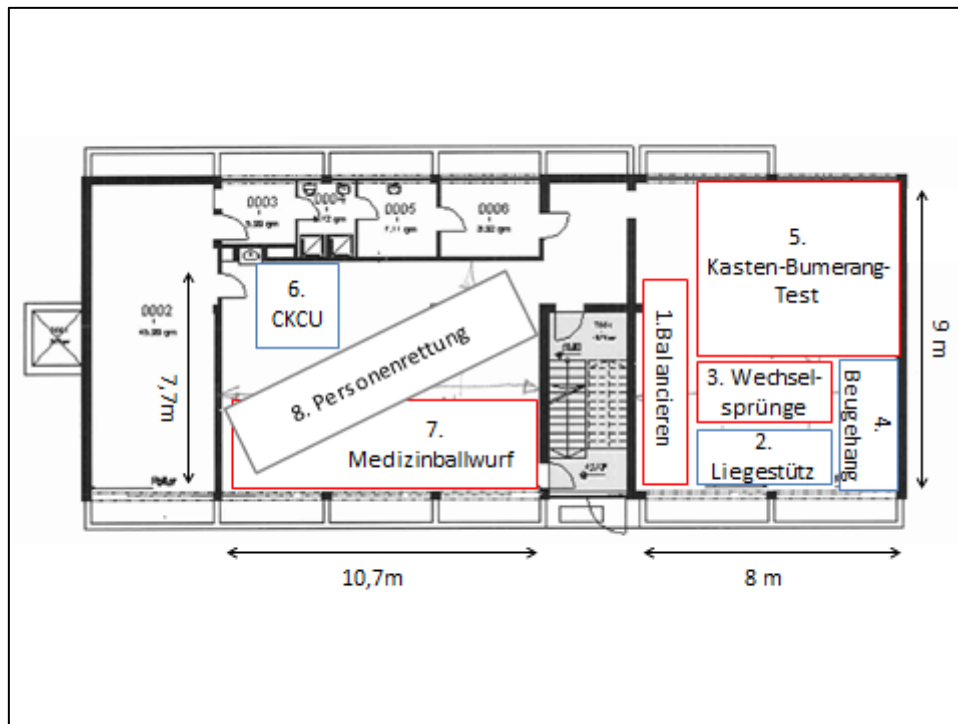 0003
0004
0005
0006
5.
Kasten-Bumerang-
Test
6.
CKCU
0002
7,7m
8. Personenrettung
1.Balancieren
3. Wechsel-
sprünge
4.
Beugehang
9 m
7.
Medizinballwurf
2.
Liegestütz
10,7m
8 m